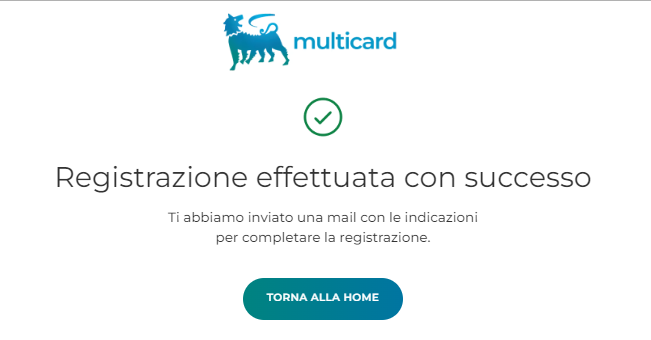 multicard
Registrazione effettuata con successo
Ti abbiamo inviato una mail con le indicazioni
per completare la registrazione.
TORNA ALLA HOME